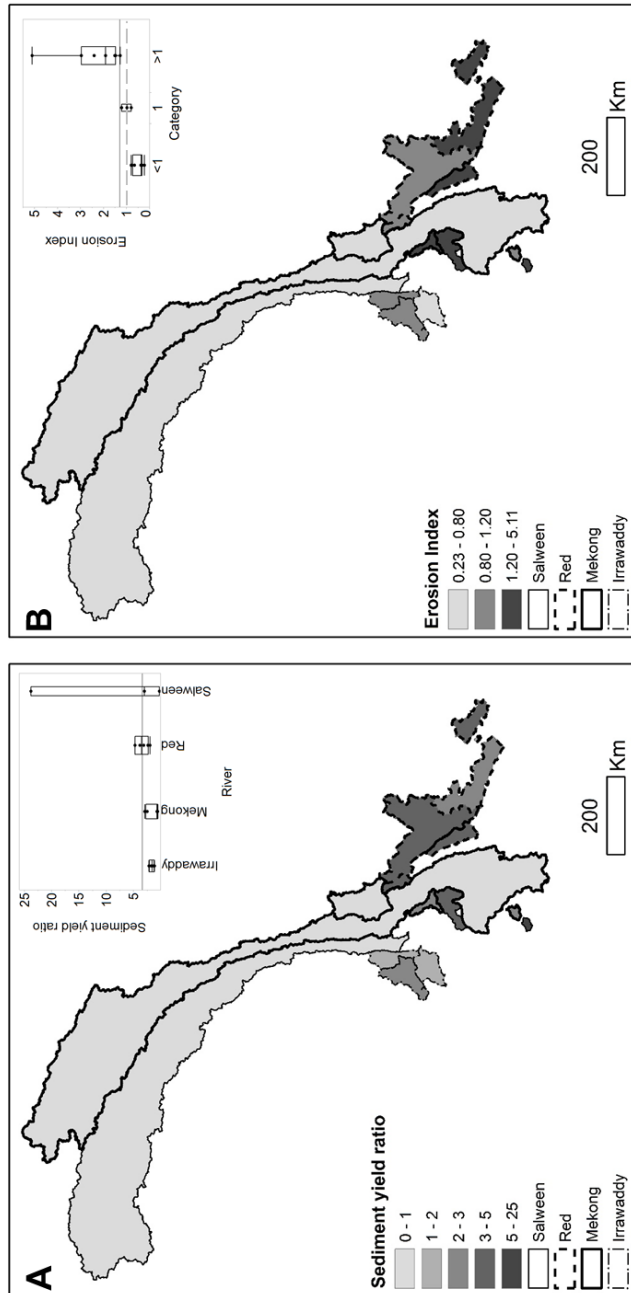 A
Sediment yield ratio
0 - 1
1 - 2
2 - 3
3 - 5
5 - 25
Salween
Red
Mekong
Irrawaddy
Sediment yield ratio
25
20
15
10
5
Irrawaddy
Mekong
Red
Salween
River
200
Km
B
Erosion Index
0.23 - 0.80
0.80 - 1.20
1.20 - 5.11
Salween
Red
Mekong
Irrawaddy
Erosion Index
5
4
3
2
1
0
<1
1
>1
Category
200
Km